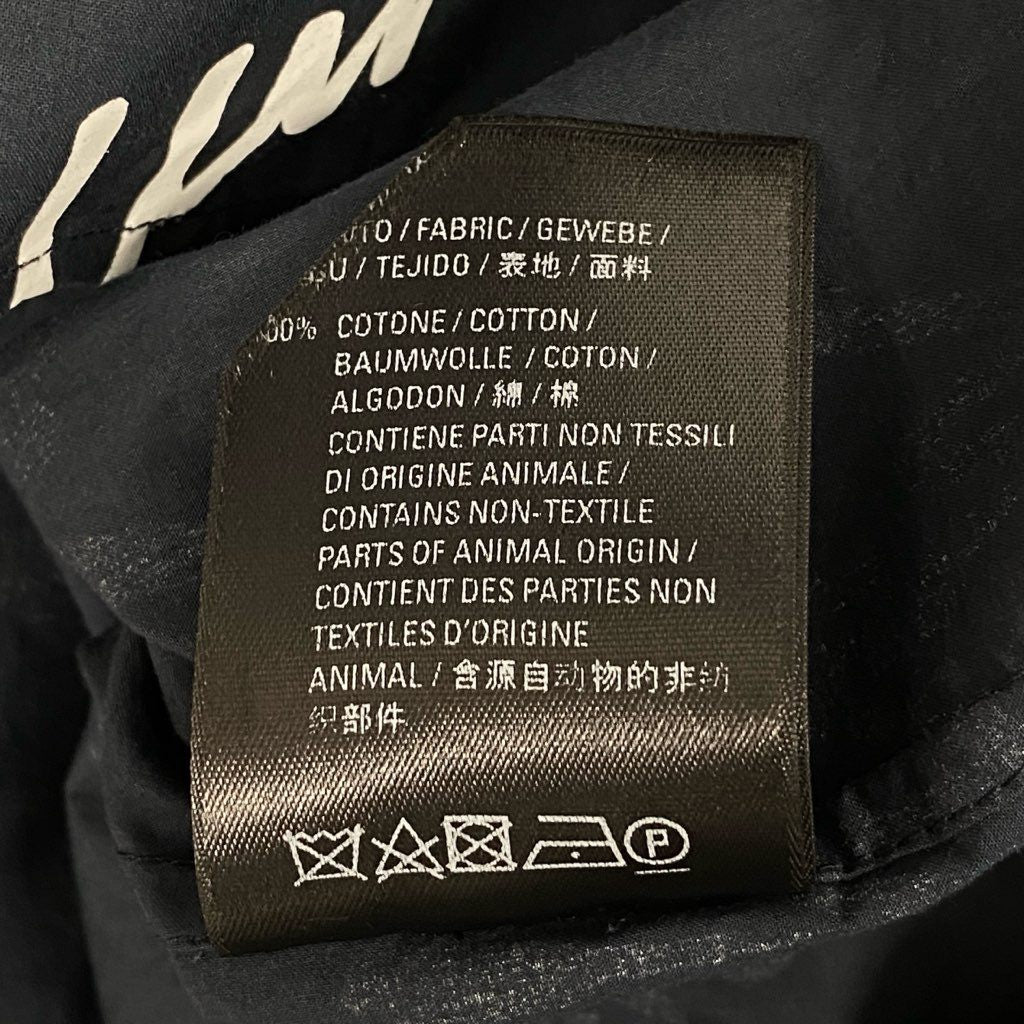 / FABRIC / GEWEBE /
/ TEJIDO / 表地 / 面料
COTONE / COTTON /
BAUMWOLLE / COTON /
ALGODON / 綿 / 棉
CONTIENE PARTI NON TESSILI
DI ORIGINE ANIMALE /
CONTAINS NON-TEXTILE
PARTS OF ANIMAL ORIGIN /
CONTIENT DES PARTIES NON
TEXTILES D'ORIGINE
ANIMAL / 含源自动物的非纺
织部件
P